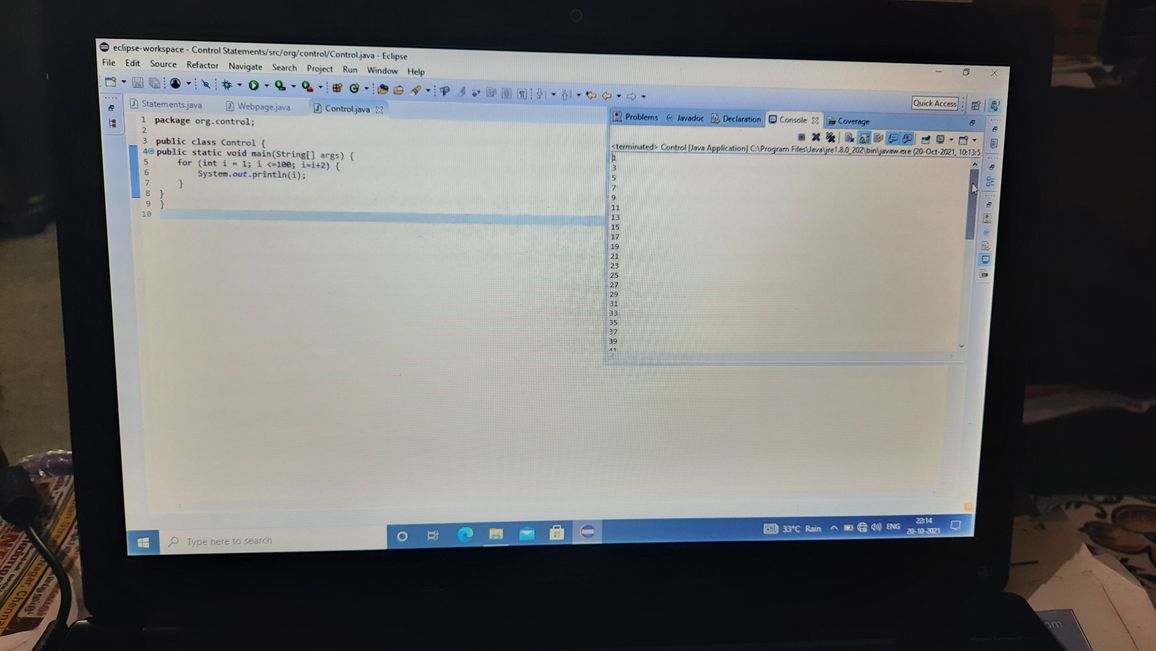 eclipse-workspace - Control Statements/src/org/control/Control.java - Eclipse
File Edit Source Refactor Navigate Search Project Run Window Help
Quick Access
Statements.java Webpage.java Control.java
1 package org.control;
2
3 public class Control {
4 public static void main(String[] args) {
5 for (int i = 1; i <=100; i=i+2) {
6 System.out.println(i);
7 }
8 }
9 }
10
Problems Javadoc Declaration Console Coverage
<terminated> Control [Java Application] C:\Program Files\Java\jre1.8.0_202\bin\javaw.exe (20-Oct-2021, 10:13:5
1
3
5
7
9
11
13
15
17
19
21
23
25
27
29
31
33
35
37
39
41
Type here to search
33°C Rain ENG
22:14
20-10-2021